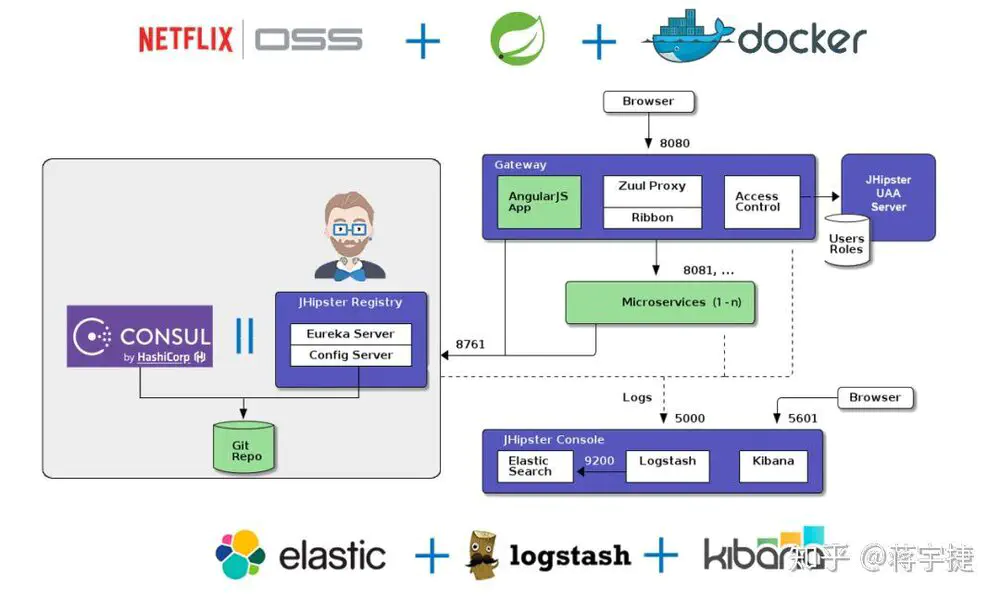 NETFLIX OSS
docker
Browser
8080
Gateway
AngularJS
App
Zuul Proxy
Ribbon
Access
Control
JHipster
UAA
Server
Users
Roles
8081, ...
Microservices (1-n)
JHipster Registry
Eureka Server
Config Server
CONSUL
by HashiCorp
8761
Git
Repo
Logs
5000
Browser
5601
JHipster Console
Elastic
Search
9200
Logstash
Kibana
elastic
logstash
kibana
知乎 @蒋宇捷